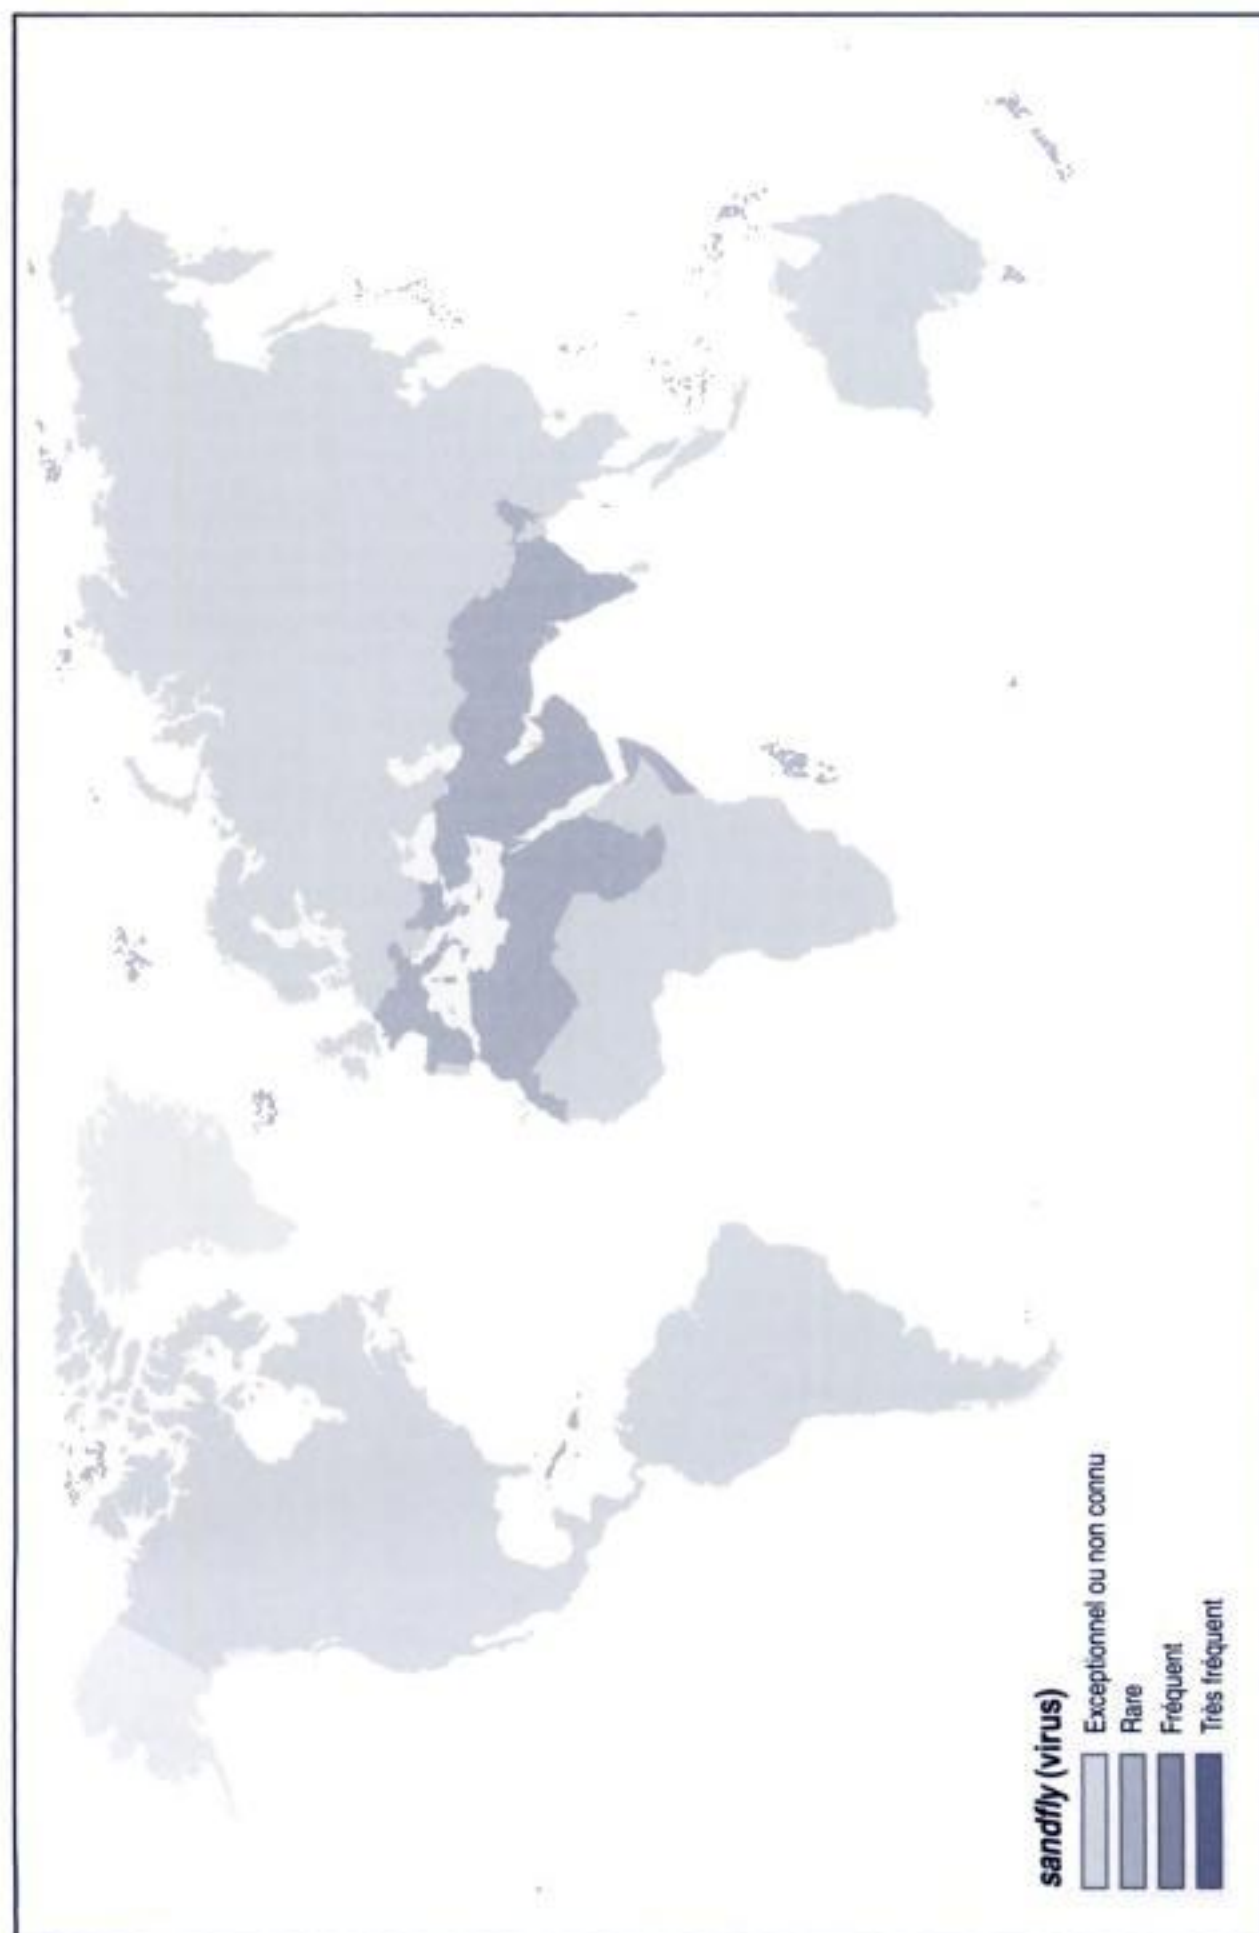 sandfly (virus)
Exceptionnel ou non connu
Rare
Fréquent
Très fréquent